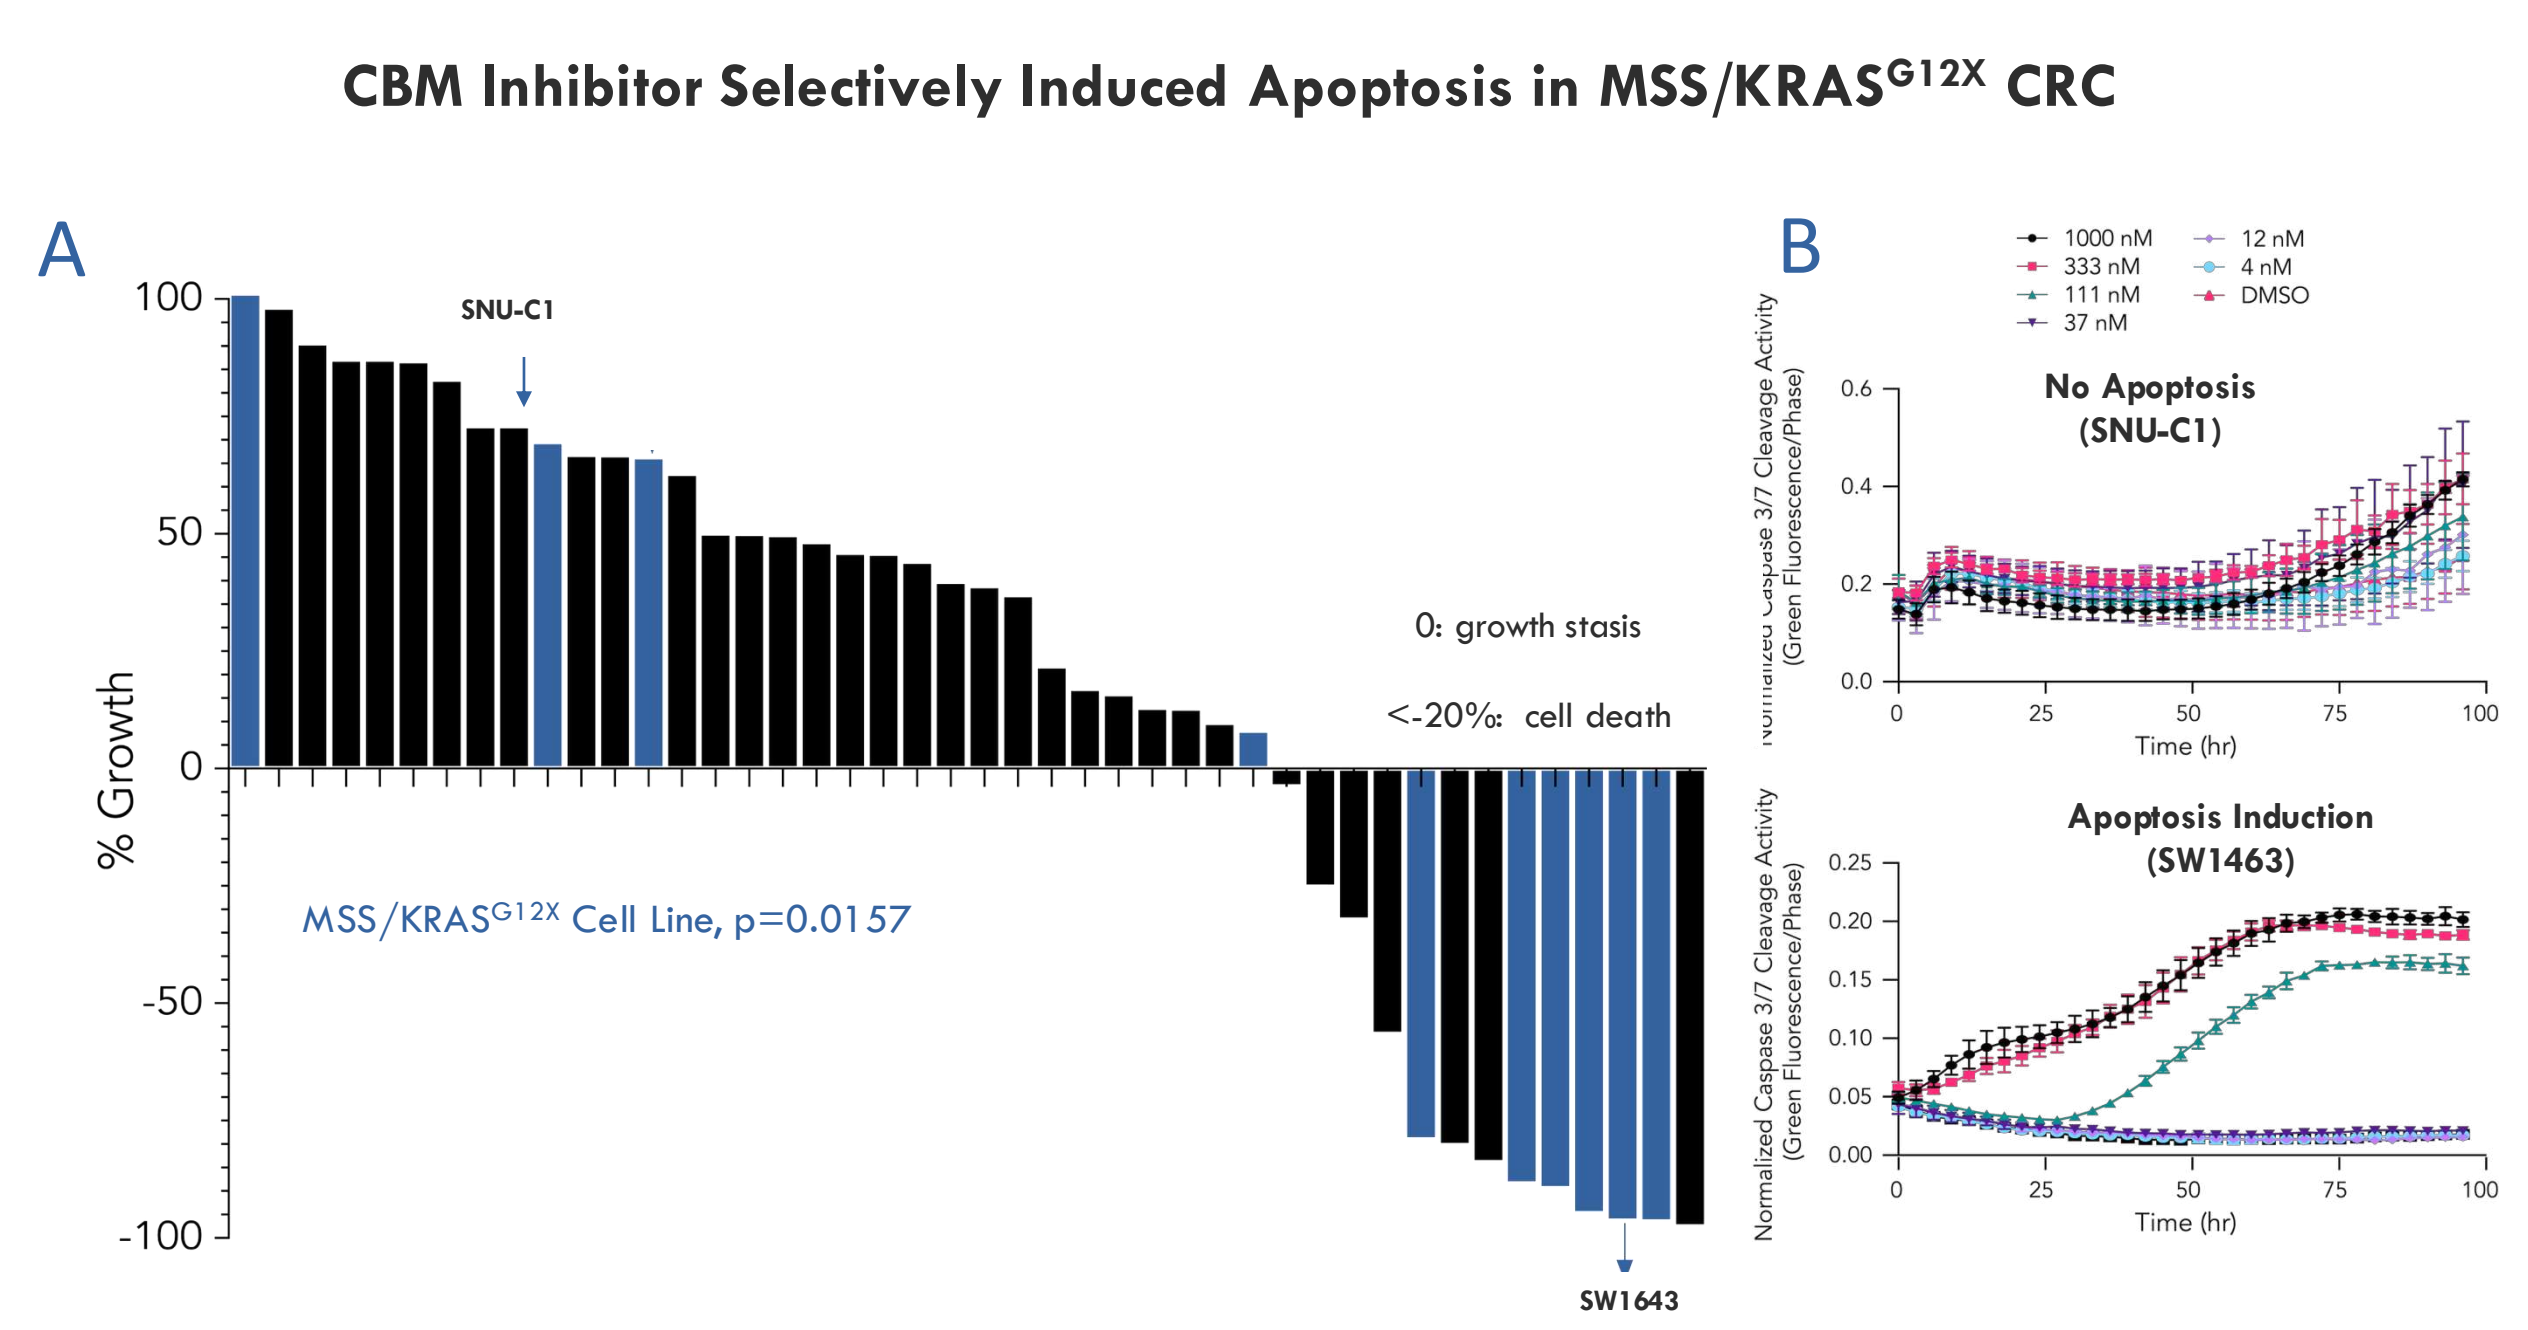 CBM Inhibitor Selectively Induced Apoptosis in MSS/KRASG12X CRC
A
100
50
0
-50
-100
% Growth
SNU-C1
0: growth stasis
<-20%: cell death
MSS/KRASG12X Cell Line, p=0.0157
SW1643
B
1000 nM
333 nM
111 nM
37 nM
12 nM
4 nM
DMSO
Normalized Caspase 3/7 Cleavage Activity
(Green Fluorescence/Phase)
No Apoptosis
(SNU-C1)
0.6
0.4
0.2
0.0
0 25 50 75 100
Time (hr)
Normalized Caspase 3/7 Cleavage Activity
(Green Fluorescence/Phase)
Apoptosis Induction
(SW1463)
0.25
0.20
0.15
0.10
0.05
0.00
0 25 50 75 100
Time (hr)